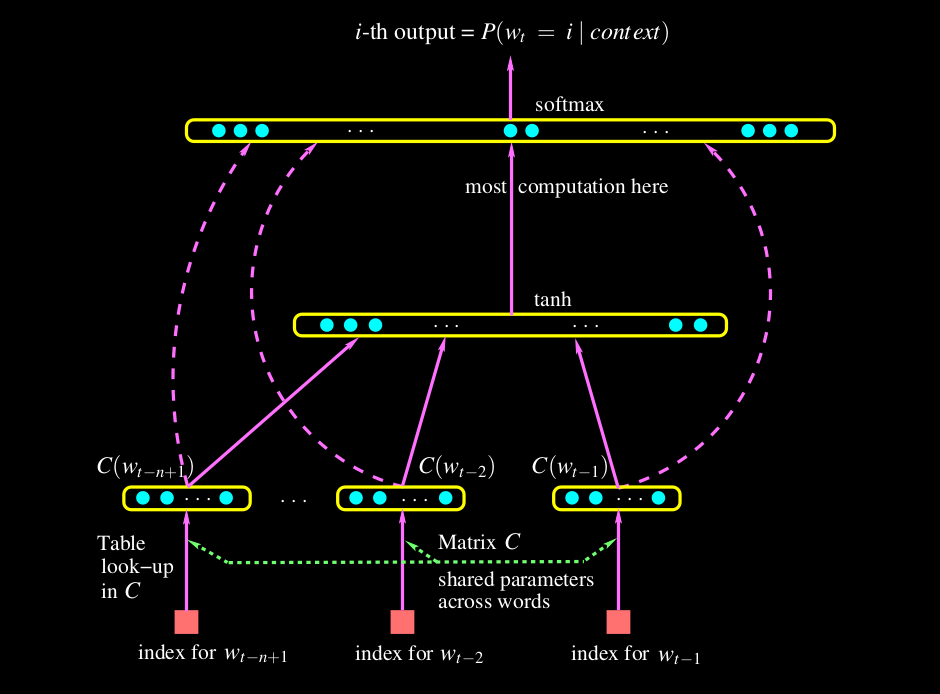 i-th output = P(w_t = i | context)
softmax
. . .
. . .
most computation here
tanh
. . .
. . .
C(w_{t−n+1})
C(w_{t−2})
C(w_{t−1})
. . .
. . .
. . .
. . .
Table
look−up
in C
Matrix C
shared parameters
across words
index for w_{t−n+1}
index for w_{t−2}
index for w_{t−1}